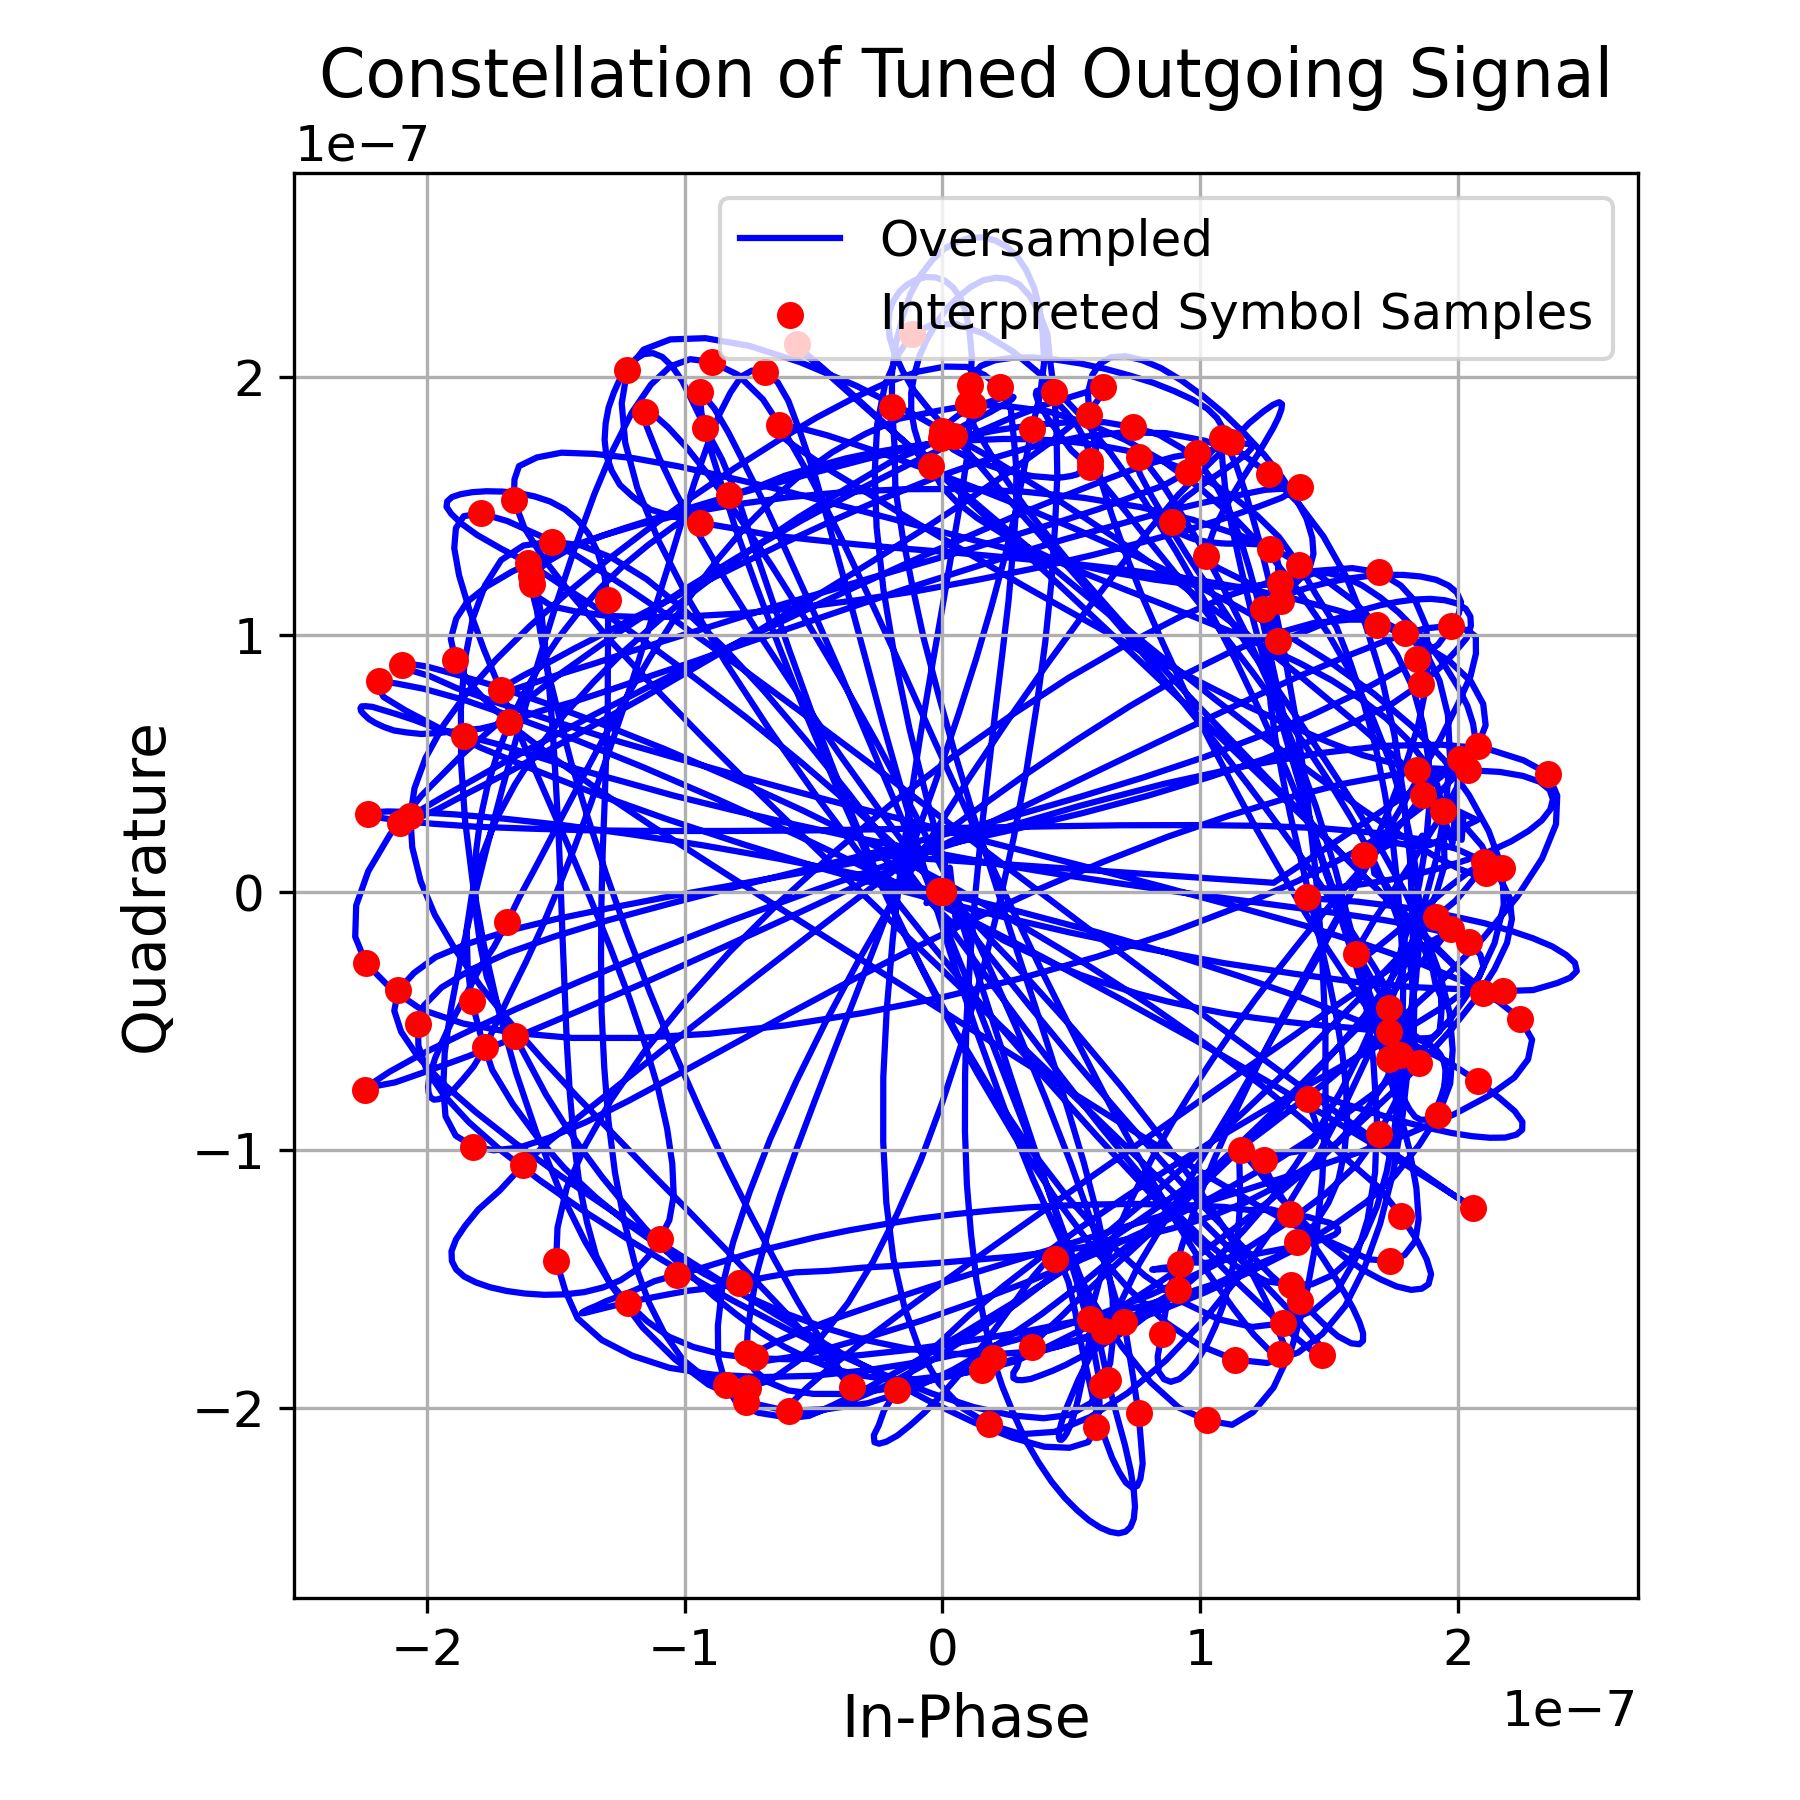 Constellation of Tuned Outgoing Signal
1e−7
Oversampled
Interpreted Symbol Samples
2
1
0
−1
−2
Quadrature
−2 −1 0 1 2
1e−7
In-Phase